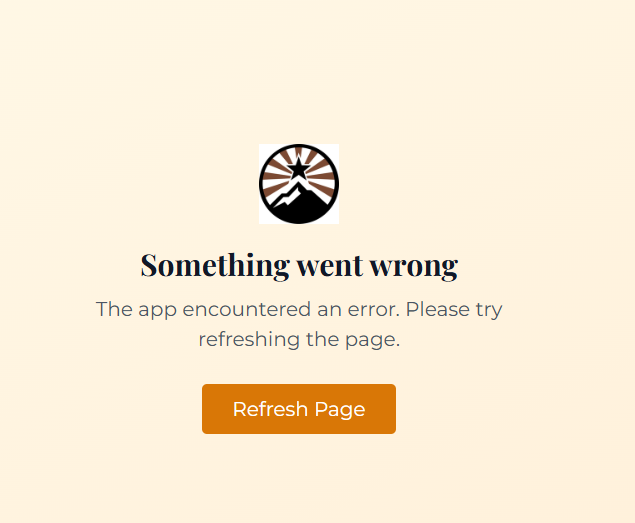 Something went wrong
The app encountered an error. Please try
refreshing the page.
Refresh Page